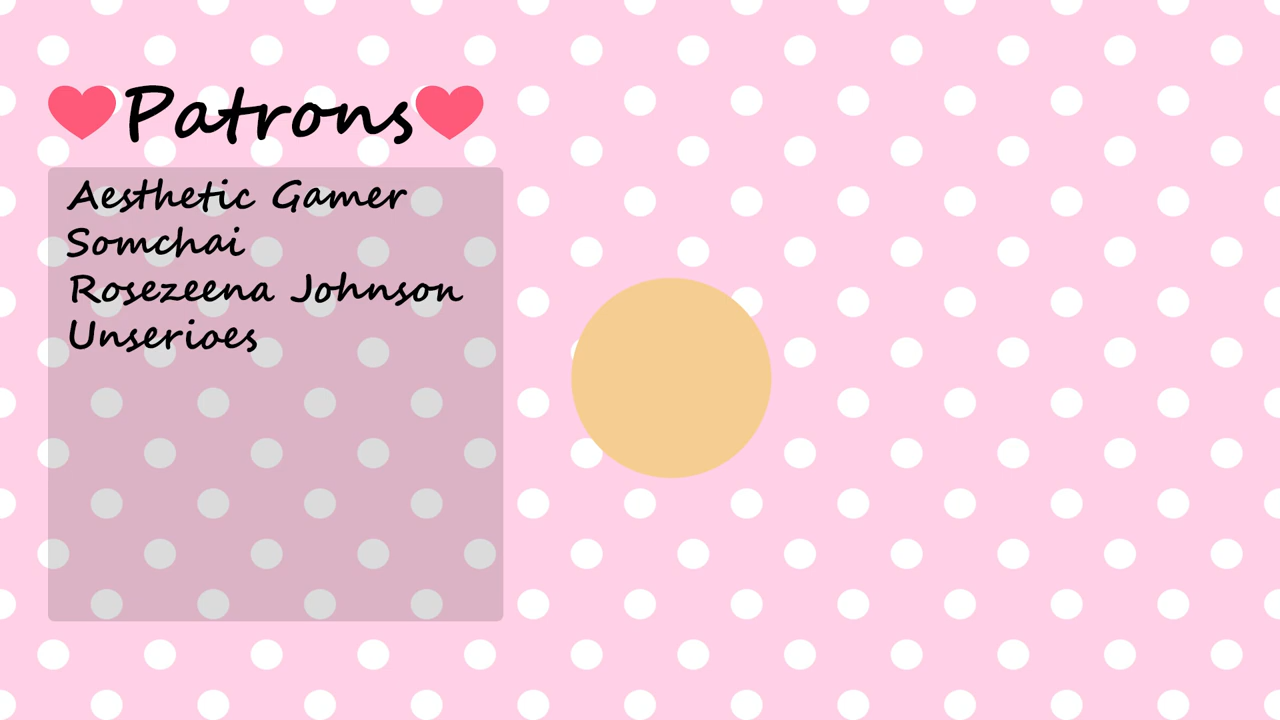 Patrons
Aesthetic Gamer
Somchai
Rosezeena Johnson
Unserioes